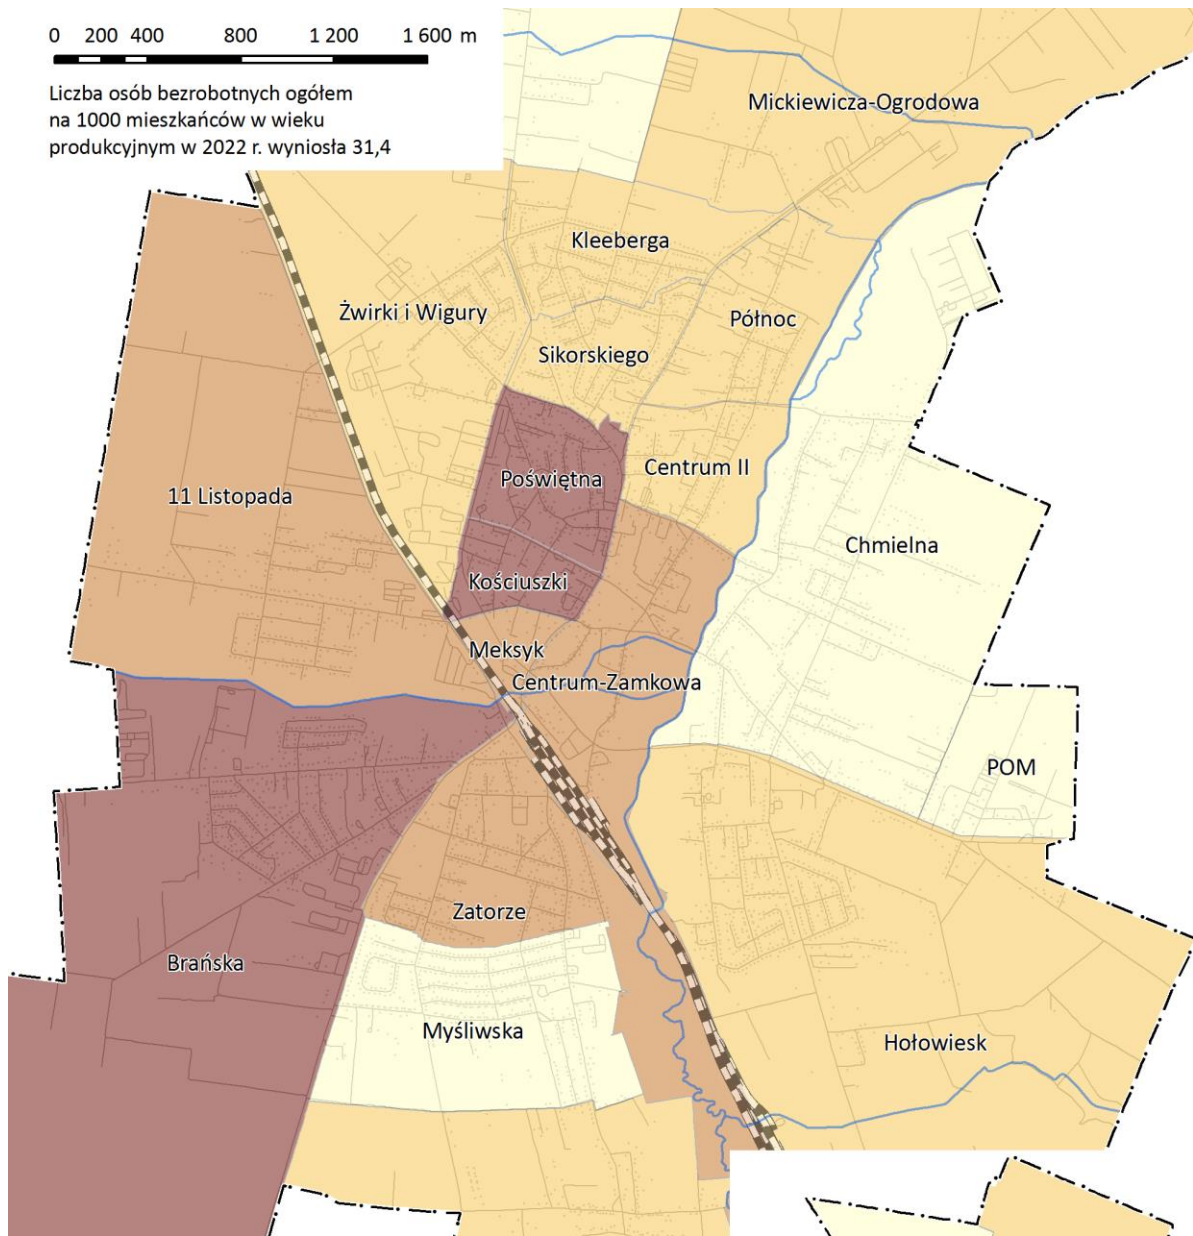 0 200 400 800 1 200 1 600 m
Liczba osób bezrobotnych ogółem
na 1000 mieszkańców w wieku
produkcyjnym w 2022 r. wyniosła 31,4
Mickiewicza-Ogrodowa
Kleeberga
Żwirki i Wigury
Północ
Sikorskiego
Centrum II
Poświętna
11 Listopada
Chmielna
Kościuszki
Meksyk
Centrum-Zamkowa
POM
Zatorze
Brańska
Myśliwska
Hołowiesk